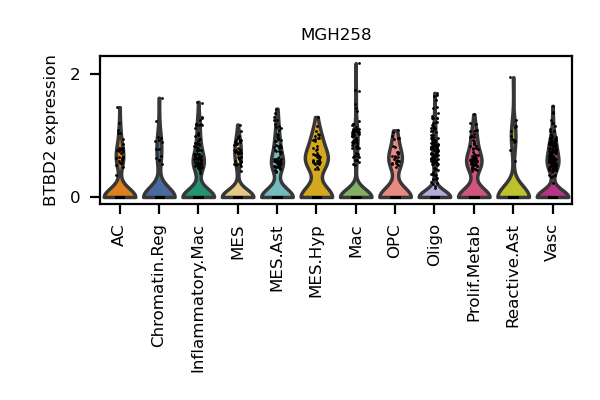 MGH258
BTBD2 expression
2
0
AC
Chromatin.Reg
Inflammatory.Mac
MES
MES.Ast
MES.Hyp
Mac
OPC
Oligo
Prolif.Metab
Reactive.Ast
Vasc